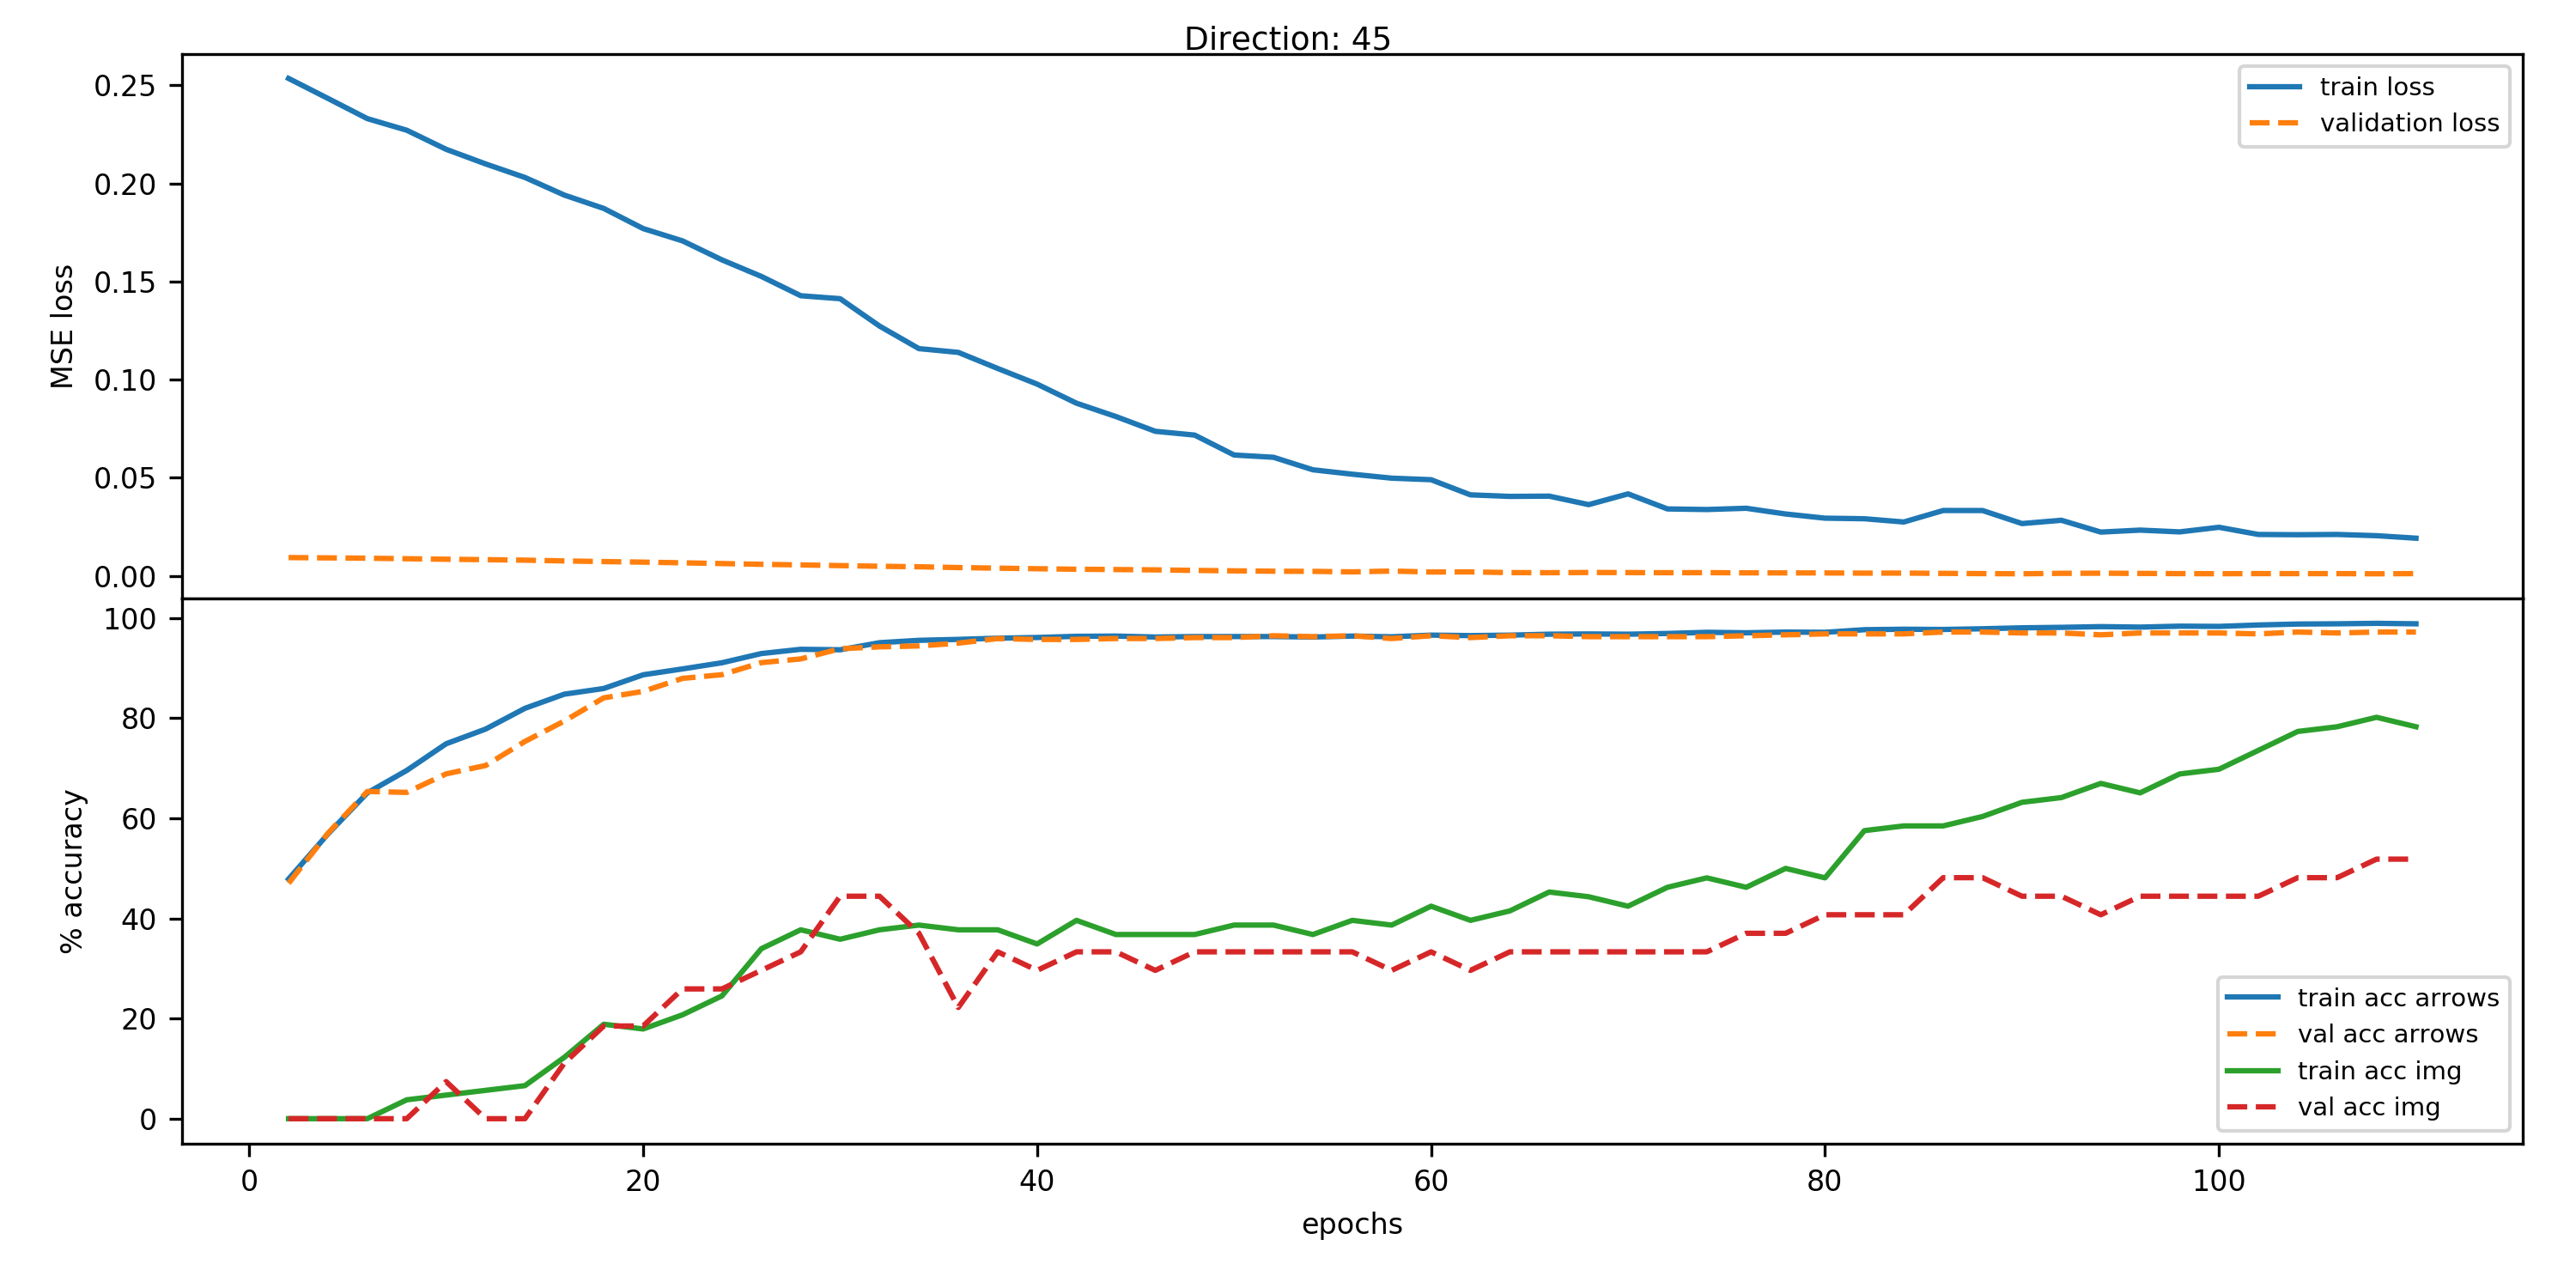 Direction: 45
0.25
0.20
0.15
0.10
0.05
0.00
MSE loss
train loss
validation loss
100
80
60
40
20
0
% accuracy
train acc arrows
val acc arrows
train acc img
val acc img
0 20 40 60 80 100
epochs